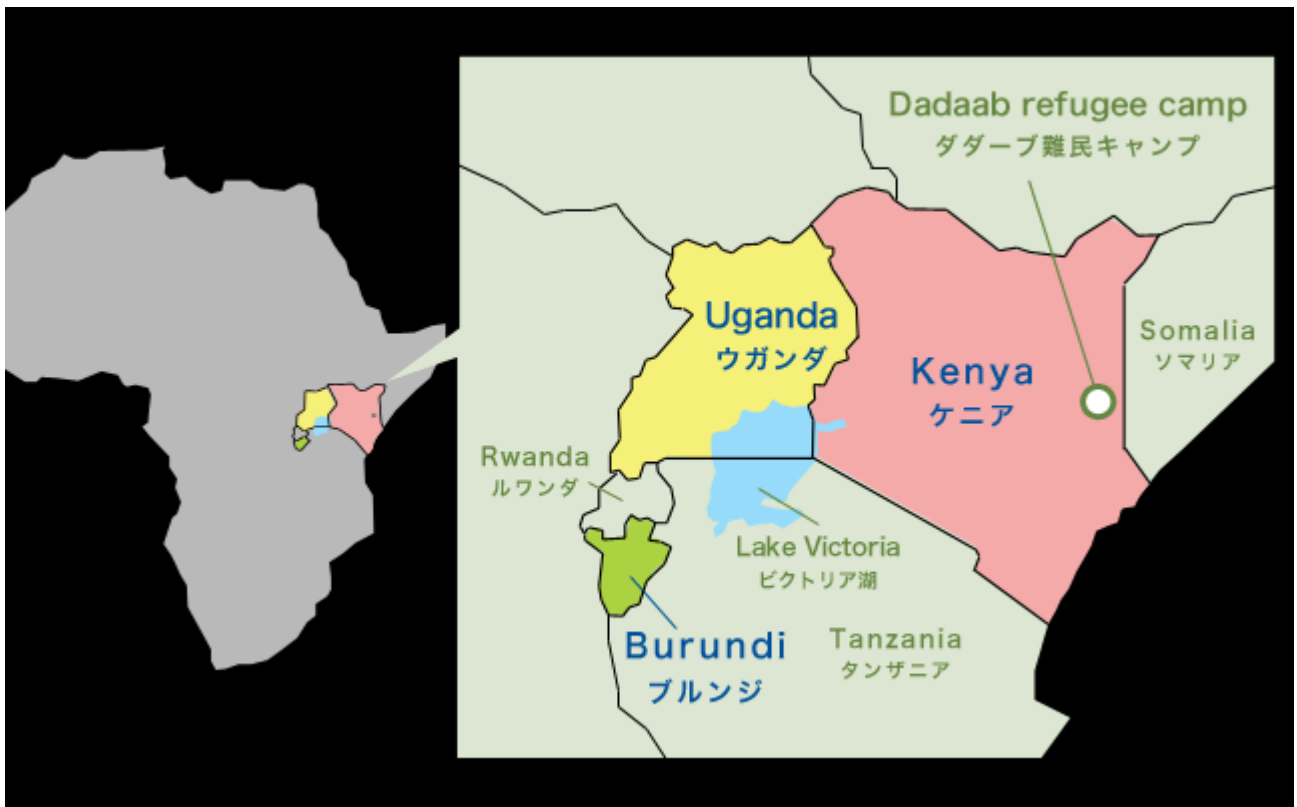 Dadaab refugee camp
ダダーブ難民キャンプ
Uganda
ウガンダ
Somalia
ソマリア
Kenya
ケニア
Rwanda
ルワンダ
Lake Victoria
ビクトリア湖
Burundi
ブルンジ
Tanzania
タンザニア